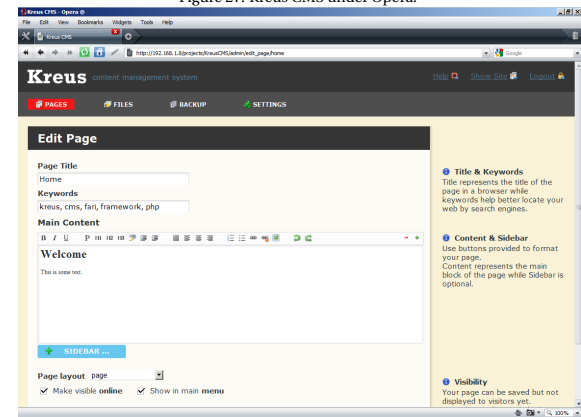 Figure 27: Kreus CMS under Opera.
Kreus CMS - Opera
File Edit View Bookmarks Widgets Tools Help
Kreus CMS
http://192.168.1.8/projects/KreusCMS/admin/edit_page/home
Google
Kreus content management system
Help Show Site Logout
PAGES FILES BACKUP SETTINGS
Edit Page
Page Title
Home
Keywords
kreus, cms, fari, framework, php
Main Content
B I U P H1 H2 H3
Welcome
This is some text.
+ SIDEBAR ...
Page layout page
Make visible online Show in main menu
Title & Keywords
Title represents the title of the
page in a browser while
keywords help better locate your
web by search engines.
Content & Sidebar
Use buttons provided to format
your page.
Content represents the main
block of the page while Sidebar is
optional.
Visibility
Your page can be saved but not
displayed to visitors yet.
100%